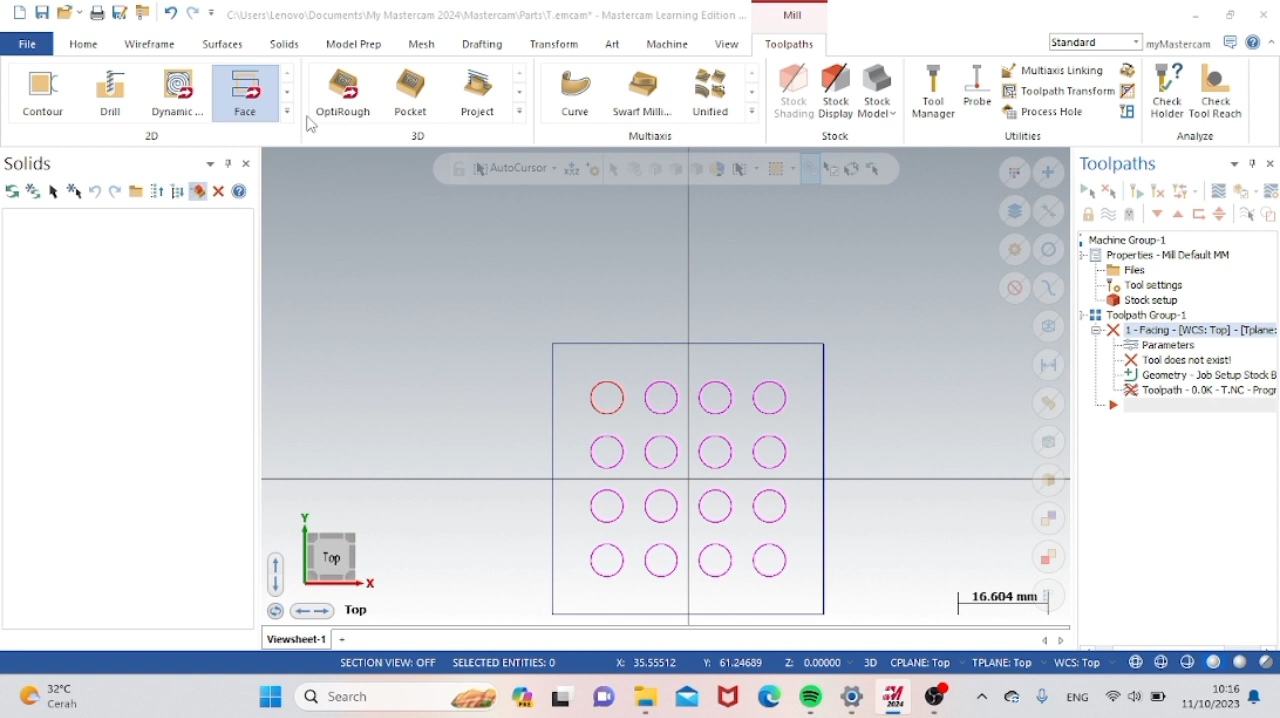 C:\Users\Lenovo\Documents\My Mastercam 2024\Mastercam\Parts\T.emcam* - Mastercam Learning Edition ...
Mill
File Home Wireframe Surfaces Solids Model Prep Mesh Drafting Transform Art Machine View Toolpaths
Standard
myMastercam
Contour
Drill
Dynamic ...
Face
2D
OptiRough
Pocket
Project
3D
Curve
Swarf Milli...
Unified
Multiaxis
Stock Shading
Stock Display
Stock Model
Stock
Tool Manager
Probe
Multiaxis Linking
Toolpath Transform
Process Hole
Utilities
Check Holder
Check Tool Reach
Analyze
Solids
AutoCursor
Toolpaths
Machine Group-1
Properties - Mill Default MM
Files
Tool settings
Stock setup
Toolpath Group-1
1 - Facing - [WCS: Top] - [Tplane:
Parameters
Tool does not exist!
Geometry - Job Setup Stock B
Toolpath - 0.0K - T.NC - Progr
Y
Top
X
Top
16.604 mm
Viewsheet-1
SECTION VIEW: OFF SELECTED ENTITIES: 0 X: 35.55512 Y: 61.24689 Z: 0.00000 3D CPLANE: Top TPLANE: Top WCS: Top
32°C
Cerah
Search
PRE
2024
ENG
10:16
11/10/2023